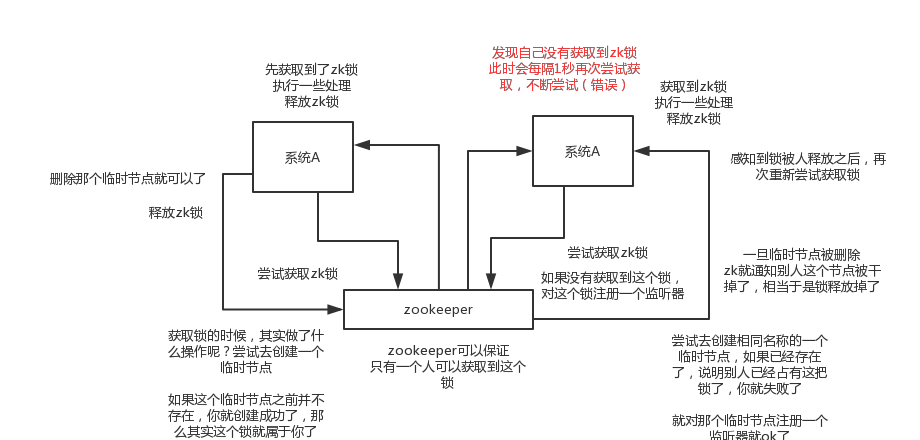 先获取到了zk锁
执行一些处理
释放zk锁
发现自己没有获取到zk锁
此时会每隔1秒再次尝试获
取，不断尝试（错误）
获取到zk锁
执行一些处理
释放zk锁
系统A
系统A
删除那个临时节点就可以了
释放zk锁
感知到锁被人释放之后，再
次重新尝试获取锁
尝试获取zk锁
尝试获取zk锁
如果没有获取到这个锁，
对这个锁注册一个监听器
一旦临时节点被删除
zk就通知别人这个节点被干
掉了，相当于是锁释放掉了
zookeeper
获取锁的时候，其实做了什
么操作呢？尝试去创建一个
临时节点
如果这个临时节点之前并不
存在，你就创建成功了，那
么其实这个锁就属于你了
zookeeper可以保证
只有一个人可以获取到这个
锁
尝试去创建相同名称的一个
临时节点，如果已经存在
了，说明别人已经占有这把
锁了，你就失败了
就对那个临时节点注册一个
监听器就ok了